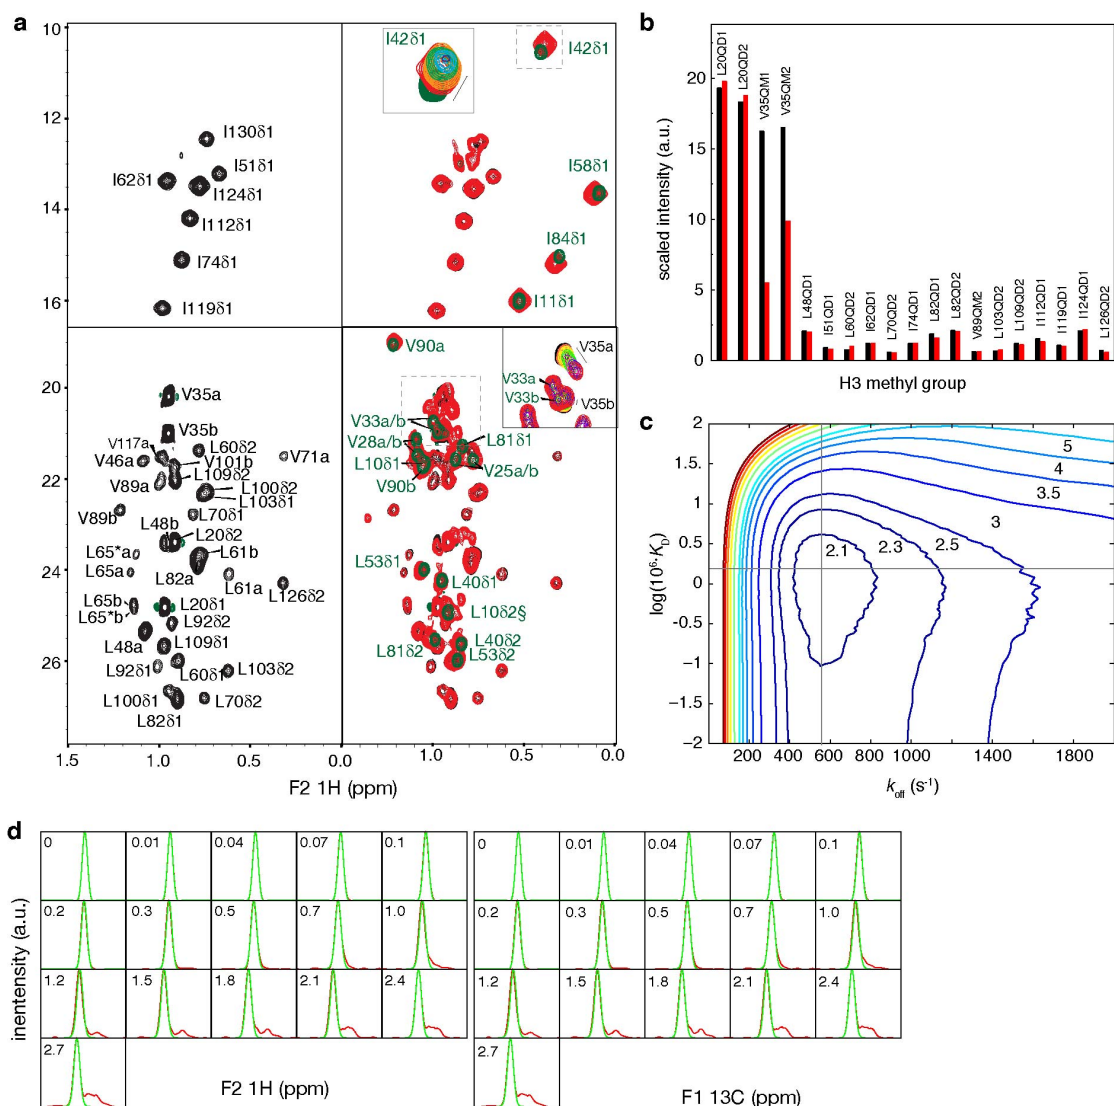 a
10
12
14
16
20
22
24
26
I130δ1
I51δ1
I62δ1
I124δ1
I112δ1
I74δ1
I119δ1
I42δ1
I42δ1
I58δ1
I84δ1
I11δ1
V35a
V35b
V117a
L60δ2
V46a
V101b
V71a
L109δ2
V89a
L100δ2
L103δ1
V89b
L70δ1
L48b
L20δ2
L65*a
L61b
L65a
L82a
L61a
L126δ2
L65b
L20δ1
L65*b
L92δ2
L48a
L109δ1
L92δ1
L60δ1
L103δ2
L100δ1
L70δ2
L82δ1
V90a
V35a
V33a
V33b
V35b
V33a/b
V28a/b
L81δ1
L10δ1
V25a/b
V90b
L53δ1
L40δ1
L10δ2§
L81δ2
L40δ2
L53δ2
1.5
1.0
0.5
0.0
1.0
0.5
0.0
F2 1H (ppm)
b
scaled intensity (a.u.)
20
15
10
5
0
L20QD1
L20QD2
V35QM1
V35QM2
L48QD1
I51QD1
L60QD2
I62QD1
L70QD2
I74QD1
L82QD1
L82QD2
V89QM2
L103QD2
L109QD2
I112QD1
I119QD1
I124QD1
L126QD2
H3 methyl group
c
log(10⁶·K_D)
2
1.5
1
0.5
0
-0.5
-1
-1.5
-2
5
4
3.5
3
2.5
2.3
2.1
200
600
800
1000
1400
1800
k_off (s⁻¹)
d
inentensity (a.u.)
0
0.01
0.04
0.07
0.1
0.2
0.3
0.5
0.7
1.0
1.2
1.5
1.8
2.1
2.4
2.7
F2 1H (ppm)
0
0.01
0.04
0.07
0.1
0.2
0.3
0.5
0.7
1.0
1.2
1.5
1.8
2.1
2.4
2.7
F1 13C (ppm)